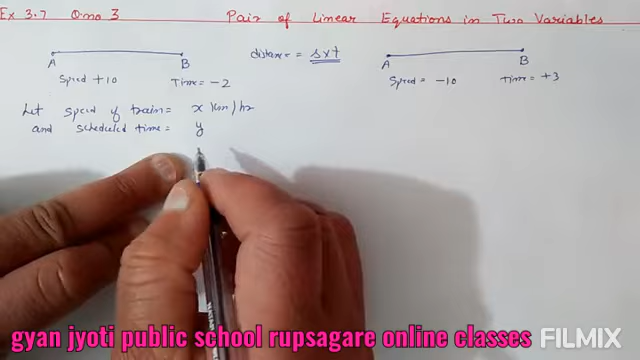 Ex 3.7 Q.no 3 Pair of Linear Equations in Two Variables
A B distance = s x t A B
Speed +10 Time = -2 Speed = -10 Time = +3
Let speed of train = x km/hr
and scheduled time = y
gyan jyoti public school rupsagare online classes FILMIX